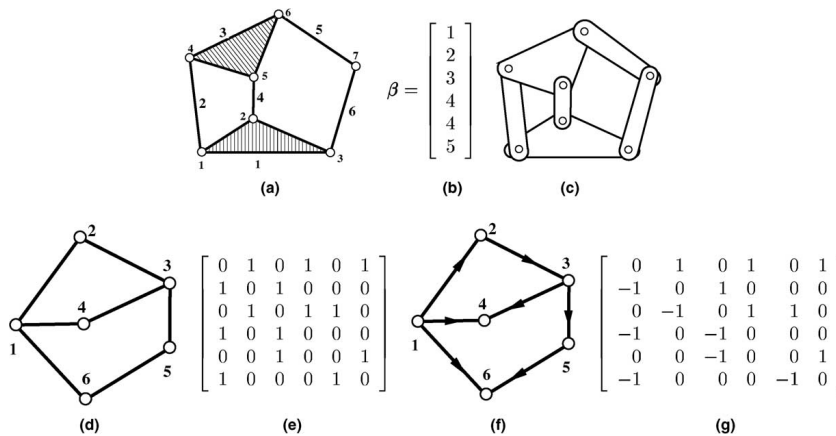 6
3
5
4
7
5
2
4
6
2
1
1
3
(a)
β = [ 1 2 3 4 4 5 ]
(b)
(c)
2
3
4
1
5
6
(d)
0 1 0 1 0 1
1 0 1 0 0 0
0 1 0 1 1 0
1 0 1 0 0 0
0 0 1 0 0 1
1 0 0 0 1 0
(e)
2
3
4
1
5
6
(f)
0 1 0 1 0 1
−1 0 1 0 0 0
0 −1 0 1 1 0
−1 0 −1 0 0 0
0 0 −1 0 0 1
−1 0 0 0 −1 0
(g)